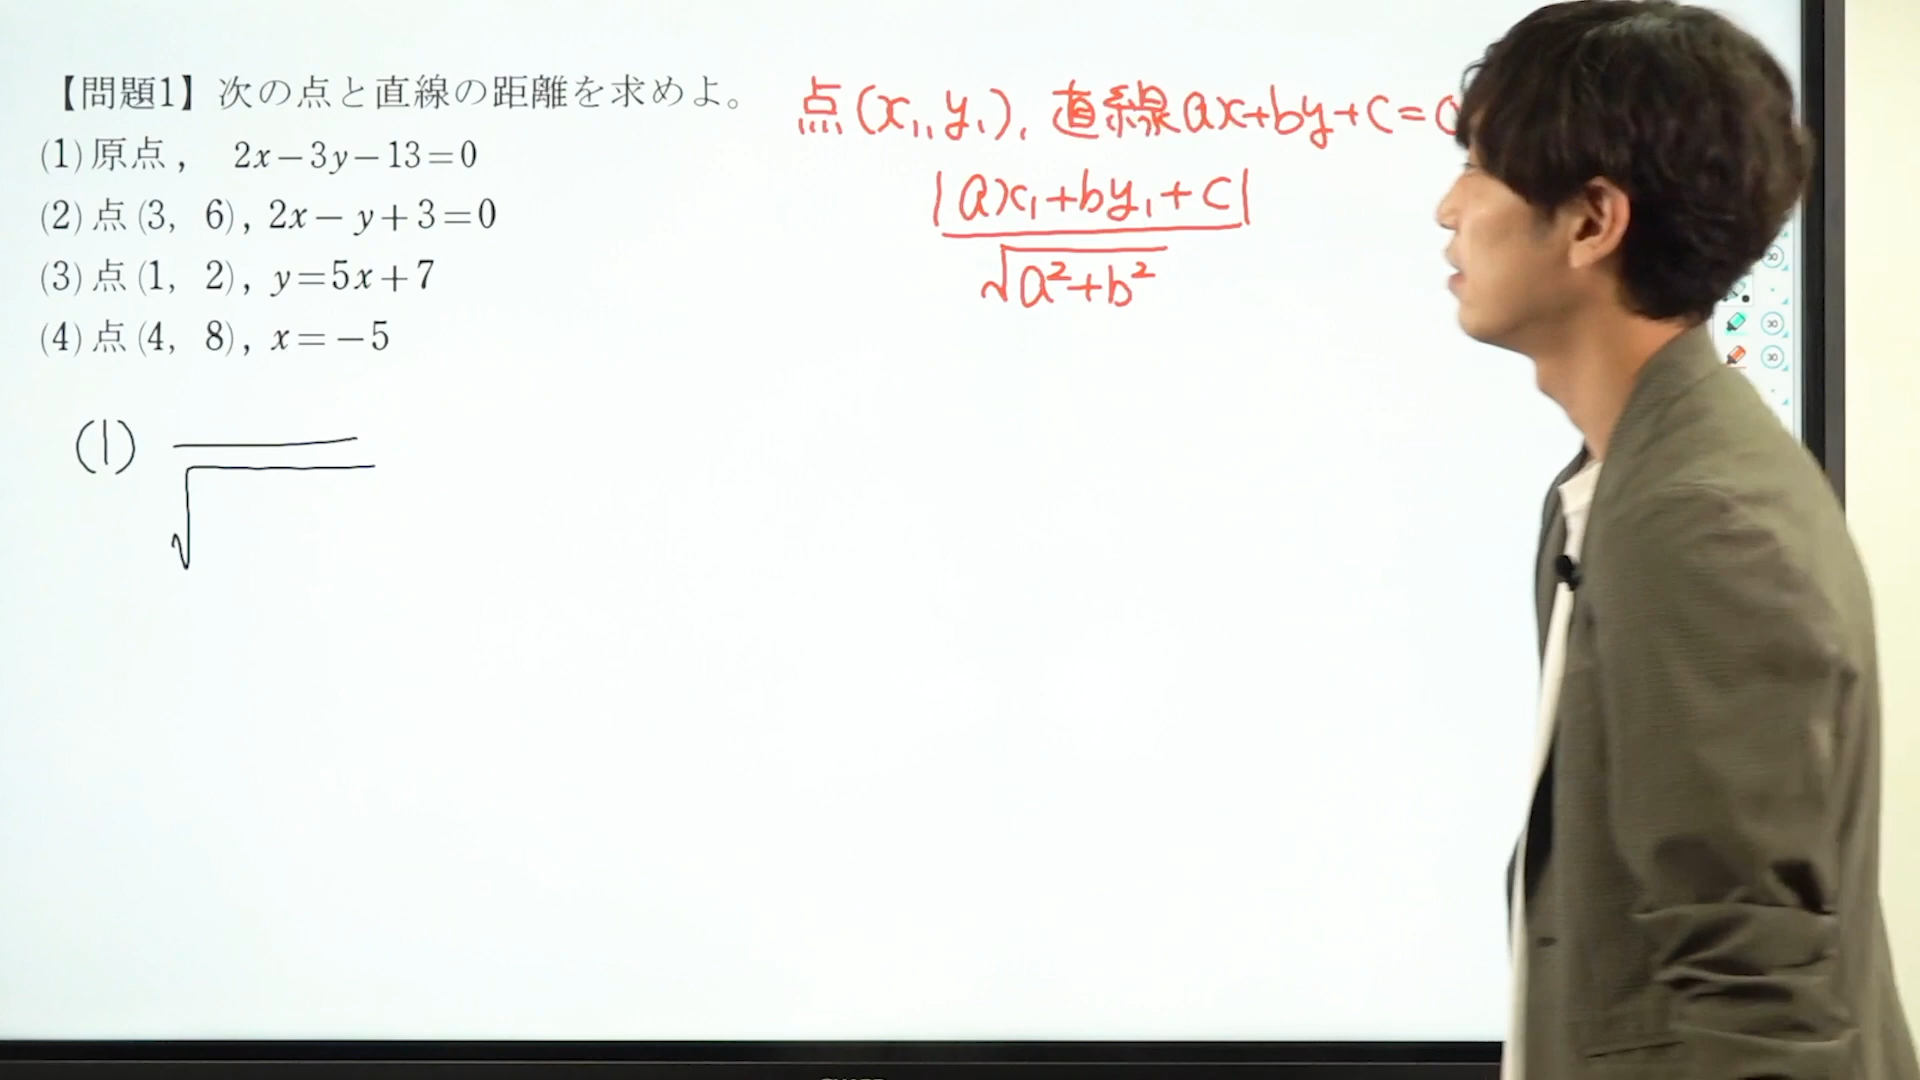 【問題1】次の点と直線の距離を求めよ。
(1) 原点, 2x－3y－13＝0
(2) 点(3, 6), 2x－y＋3＝0
(3) 点(1, 2), y＝5x＋7
(4) 点(4, 8), x＝－5
点(x₁, y₁), 直線ax+by+c=0
|ax₁+by₁+c|
√a²+b²
(1) √